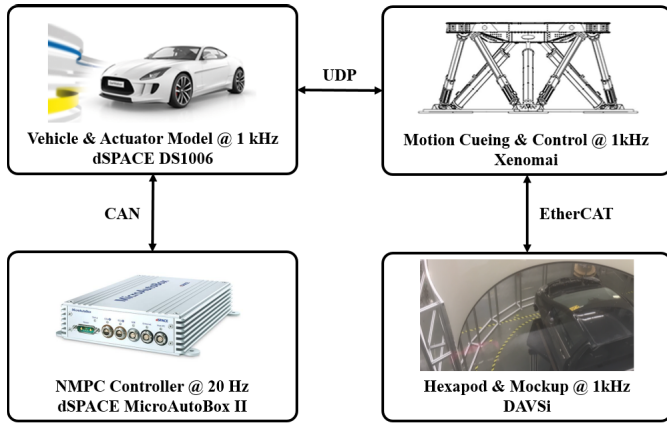 Vehicle & Actuator Model @ 1 kHz
dSPACE DS1006
UDP
Motion Cueing & Control @ 1kHz
Xenomai
CAN
EtherCAT
MicroAutoBox
NMPC Controller @ 20 Hz
dSPACE MicroAutoBox II
Hexapod & Mockup @ 1kHz
DAVSi